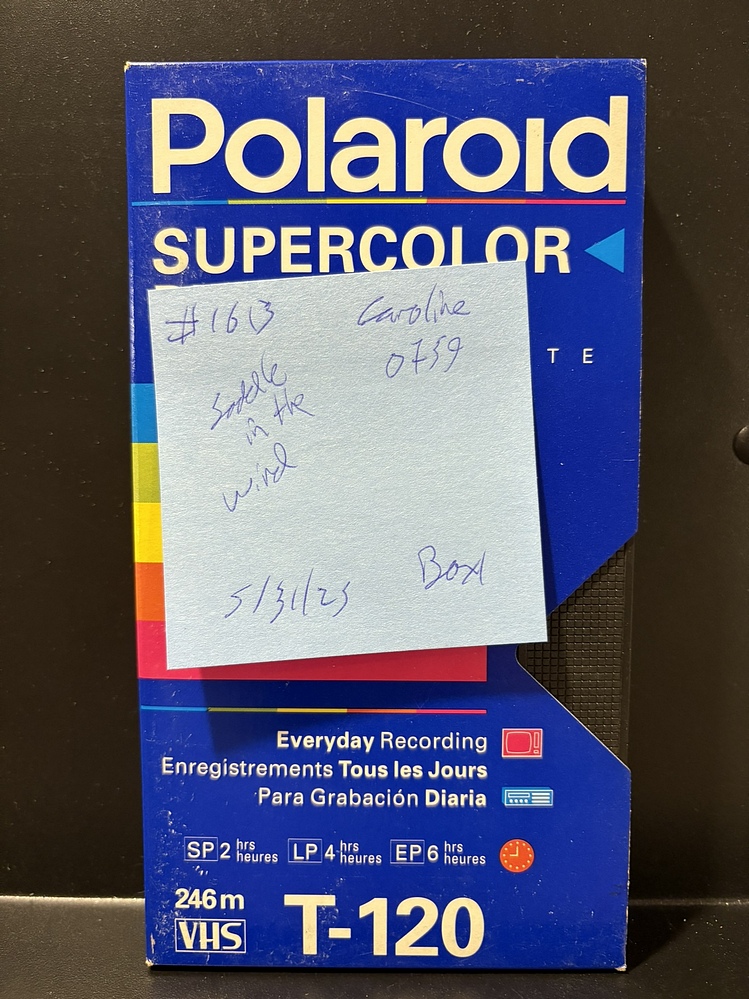 Polaroid
SUPERCOLOR
T E
#1613
Caroline
0759
Saddle
in the
wind
5/31/23
Box1
Everyday Recording
Enregistrements Tous les Jours
Para Grabación Diaria
SP 2 hrs heures LP 4 hrs heures EP 6 hrs heures
246m
VHS
T-120